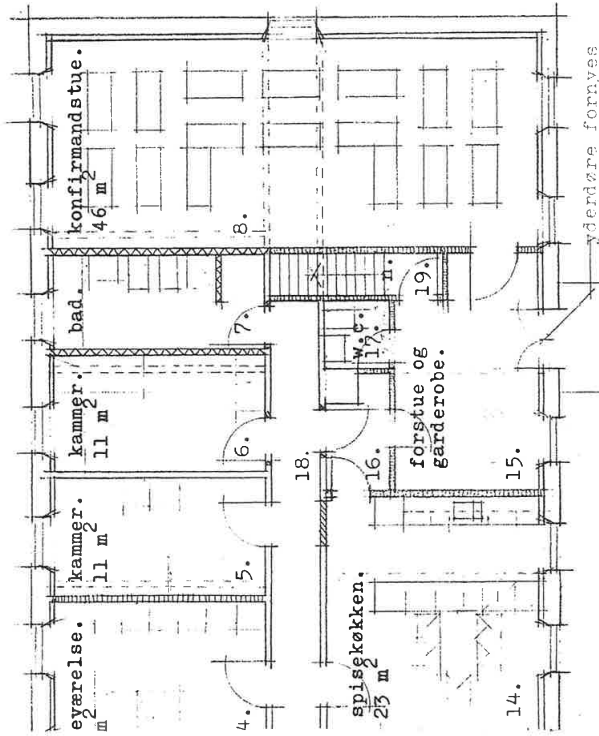 konfirmandstue.
46 m²
8.
bad.
7.
kammer.
11 m²
6.
kammer.
11 m²
5.
eværelse.
m²
4.
18.
n.
19.
w.c.
17.
16.
forstue og
garderobe.
15.
spisekøkken.
23 m²
14.
yderdøre fornyes